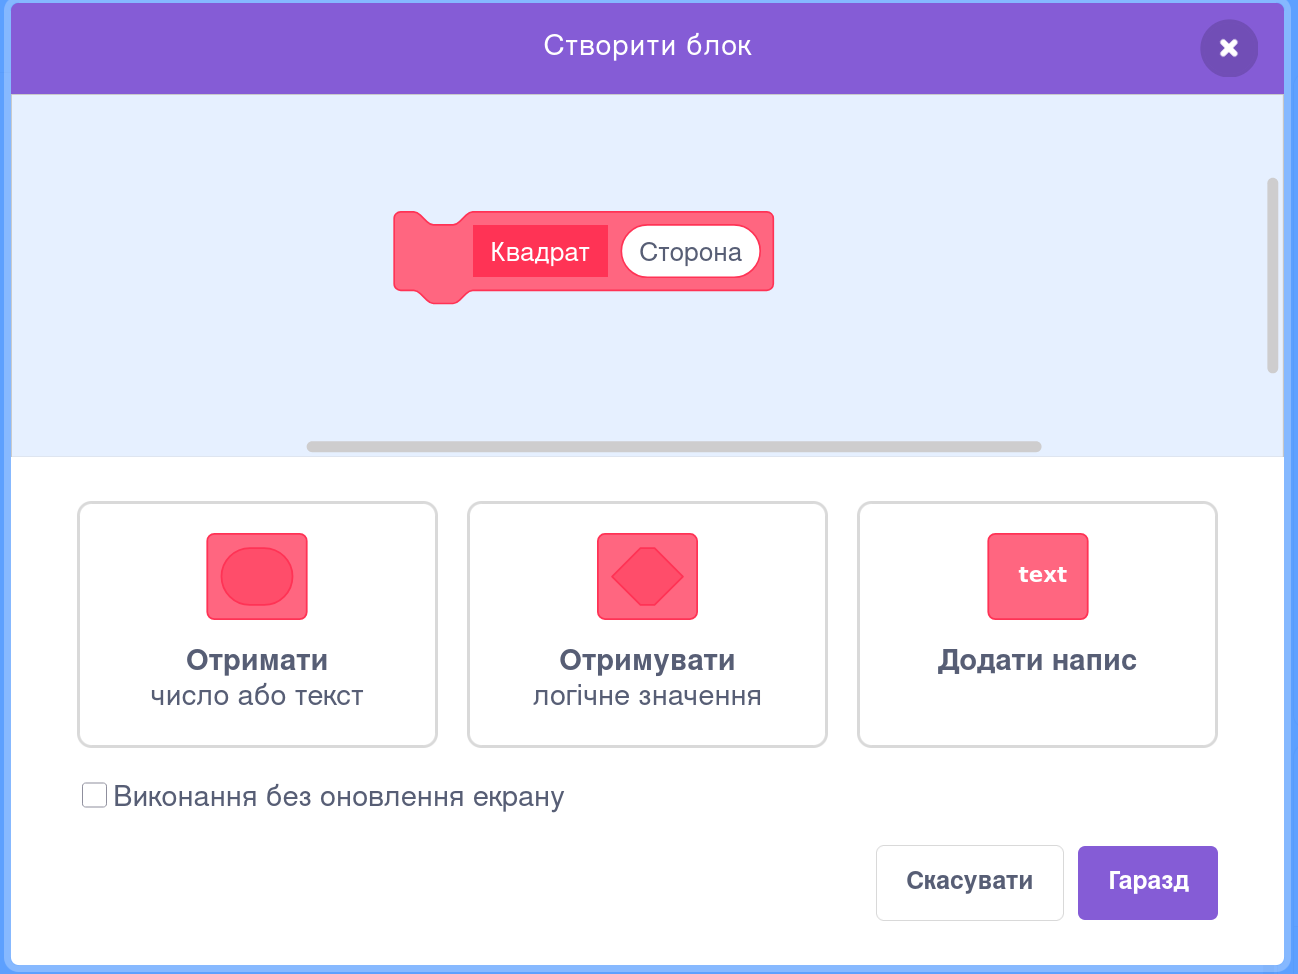 Створити блок
Квадрат Сторона
Отримати
число або текст
Отримувати
логічне значення
text
Додати напис
Виконання без оновлення екрану
Скасувати Гаразд